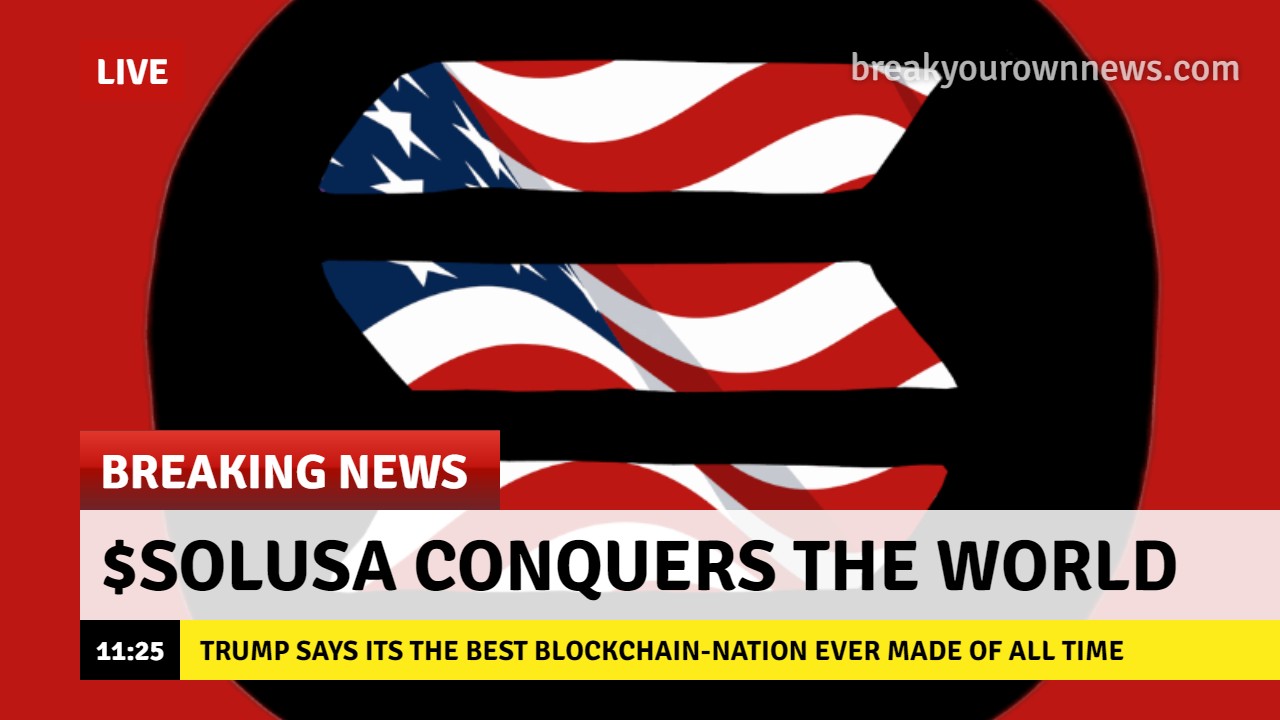 LIVE
breakyourownnews.com
BREAKING NEWS
$SOLUSA CONQUERS THE WORLD
11:25
TRUMP SAYS ITS THE BEST BLOCKCHAIN-NATION EVER MADE OF ALL TIME